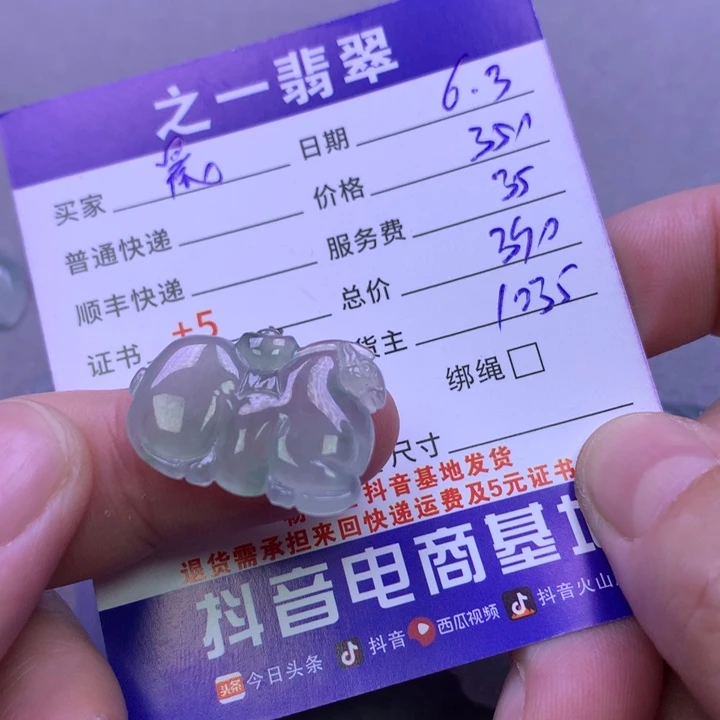 之一翡翠
买家 日期 6.3
普通快递 价格 350
顺丰快递 服务费 35
证书 +5 总价 390
货主 1035
绑绳
尺寸
抖音基地发货
退货需承担来回快递运费及5元证书
抖音电商基地
头条 今日头条 抖音 西瓜视频 抖音火山